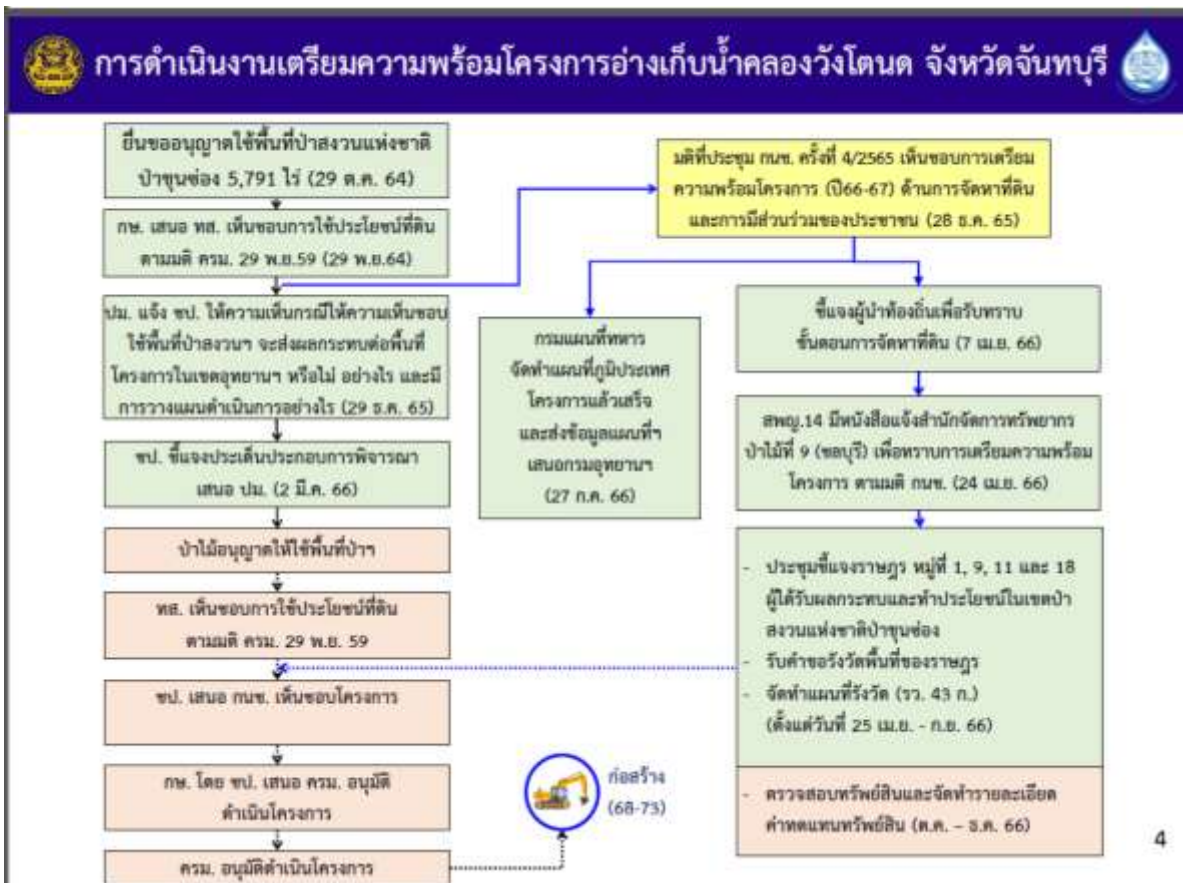 การดำเนินงานเตรียมความพร้อมโครงการอ่างเก็บน้ำคลองวังโตนด จังหวัดจันทบุรี
ยื่นขออนุญาตใช้พื้นที่ป่าสงวนแห่งชาติ
ป่าขุนซ่อง 5,791 ไร่ (29 ต.ค. 64)
กษ. เสนอ ทส. เห็นชอบการใช้ประโยชน์ที่ดิน
ตามมติ ครม. 29 พ.ย.59 (29 พ.ย.64)
ปม. แจ้ง ชป. ให้ความเห็นกรณีให้ความเห็นชอบ
ใช้พื้นที่ป่าสงวนฯ จะส่งผลกระทบต่อพื้นที่
โครงการในเขตอุทยานฯ หรือไม่ อย่างไร และมี
การวางแผนดำเนินการอย่างไร (29 ธ.ค. 65)
ชป. ชี้แจงประเด็นประกอบการพิจารณา
เสนอ ปม. (2 มี.ค. 66)
ป่าไม้อนุญาตให้ใช้พื้นที่ป่าฯ
ทส. เห็นชอบการใช้ประโยชน์ที่ดิน
ตามมติ ครม. 29 พ.ย. 59
ชป. เสนอ กนช. เห็นชอบโครงการ
กษ. โดย ชป. เสนอ ครม. อนุมัติ
ดำเนินโครงการ
ครม. อนุมัติดำเนินโครงการ
มติที่ประชุม กนช. ครั้งที่ 4/2565 เห็นชอบการเตรียม
ความพร้อมโครงการ (ปี66-67) ด้านการจัดหาที่ดิน
และการมีส่วนร่วมของประชาชน (28 ธ.ค. 65)
กรมแผนที่ทหาร
จัดทำแผนที่ภูมิประเทศ
โครงการแล้วเสร็จ
และส่งข้อมูลแผนที่ฯ
เสนอกรมอุทยานฯ
(27 ก.ค. 66)
ชี้แจงผู้นำท้องถิ่นเพื่อรับทราบ
ขั้นตอนการจัดหาที่ดิน (7 เม.ย. 66)
สพญ.14 มีหนังสือแจ้งสำนักจัดการทรัพยากร
ป่าไม้ที่ 9 (ชลบุรี) เพื่อทราบการเตรียมความพร้อม
โครงการ ตามมติ กนช. (24 เม.ย. 66)
- ประชุมชี้แจงราษฎร หมู่ที่ 1, 9, 11 และ 18
ผู้ได้รับผลกระทบและทำประโยชน์ในเขตป่า
สงวนแห่งชาติป่าขุนซ่อง
- รับคำขอรังวัดพื้นที่ของราษฎร
- จัดทำแผนที่รังวัด (รว. 43 ก.)
(ตั้งแต่วันที่ 25 เม.ย. - ก.ย. 66)
- ตรวจสอบทรัพย์สินและจัดทำรายละเอียด
ค่าทดแทนทรัพย์สิน (ต.ค. – ธ.ค. 66)
ก่อสร้าง
(68-73)
4